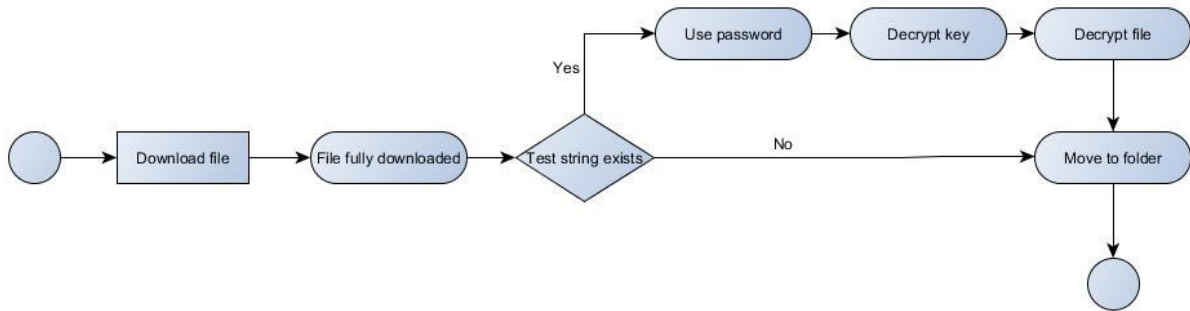 Use password
Decrypt key
Decrypt file
Yes
Download file
File fully downloaded
Test string exists
No
Move to folder